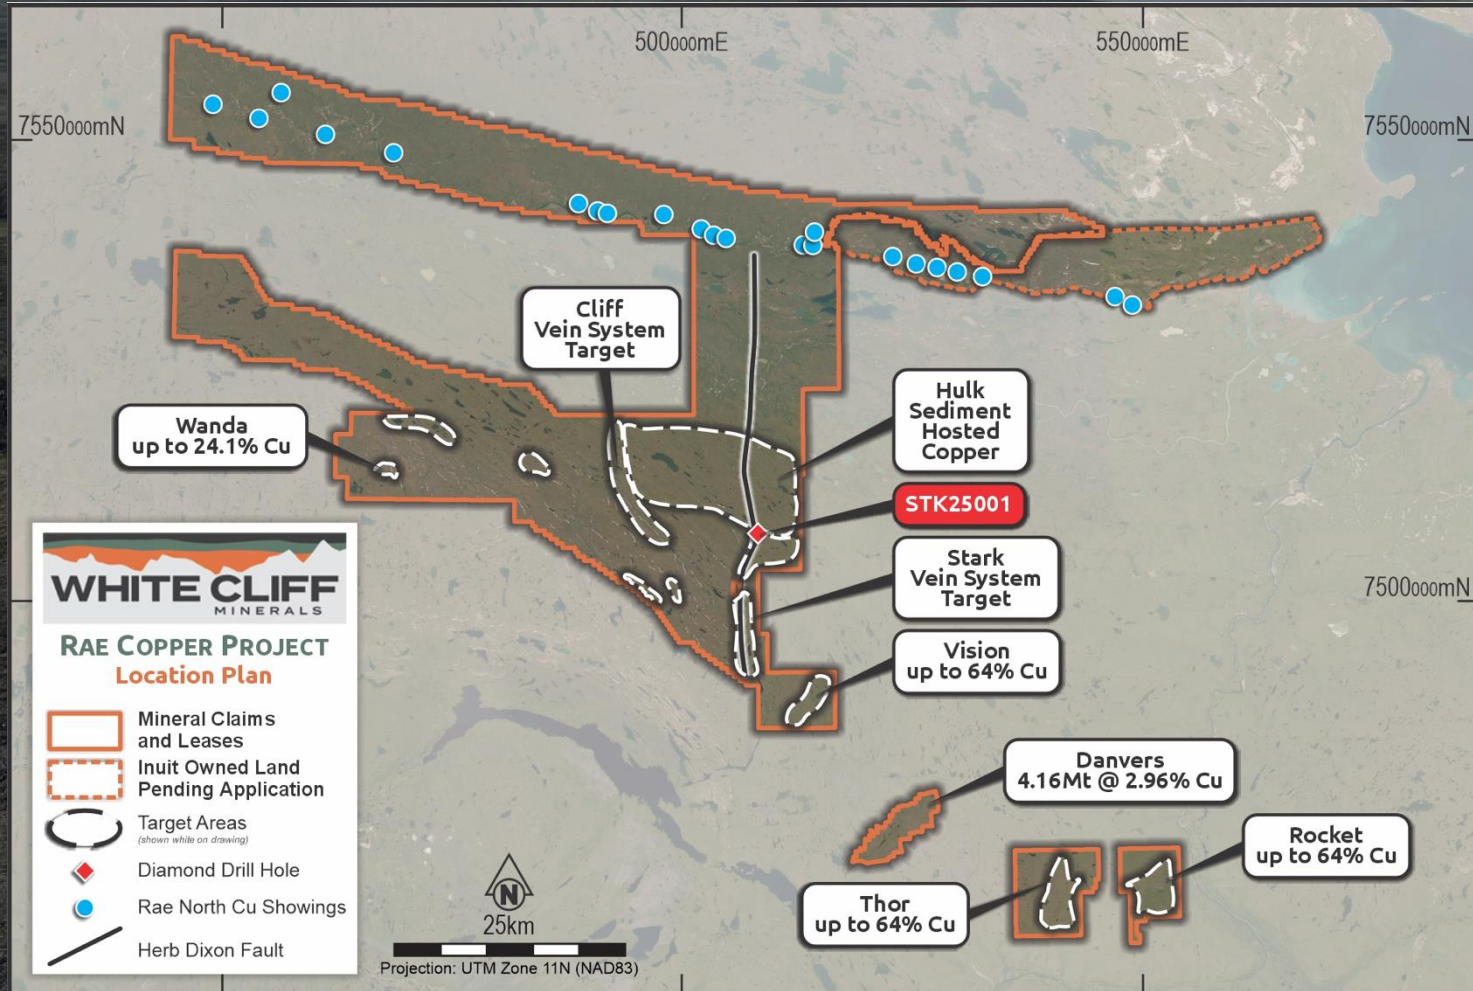 500000mE
550000mE
7550000mN
7550000mN
Cliff
Vein System
Target
Hulk
Sediment
Hosted
Copper
Wanda
up to 24.1% Cu
STK25001
Stark
Vein System
Target
7500000mN
Vision
up to 64% Cu
Danvers
4.16Mt @ 2.96% Cu
Rocket
up to 64% Cu
Thor
up to 64% Cu
WHITE CLIFF
MINERALS
RAE COPPER PROJECT
Location Plan
Mineral Claims
and Leases
Inuit Owned Land
Pending Application
Target Areas
(shown white on drawing)
Diamond Drill Hole
Rae North Cu Showings
Herb Dixon Fault
N
25km
Projection: UTM Zone 11N (NAD83)